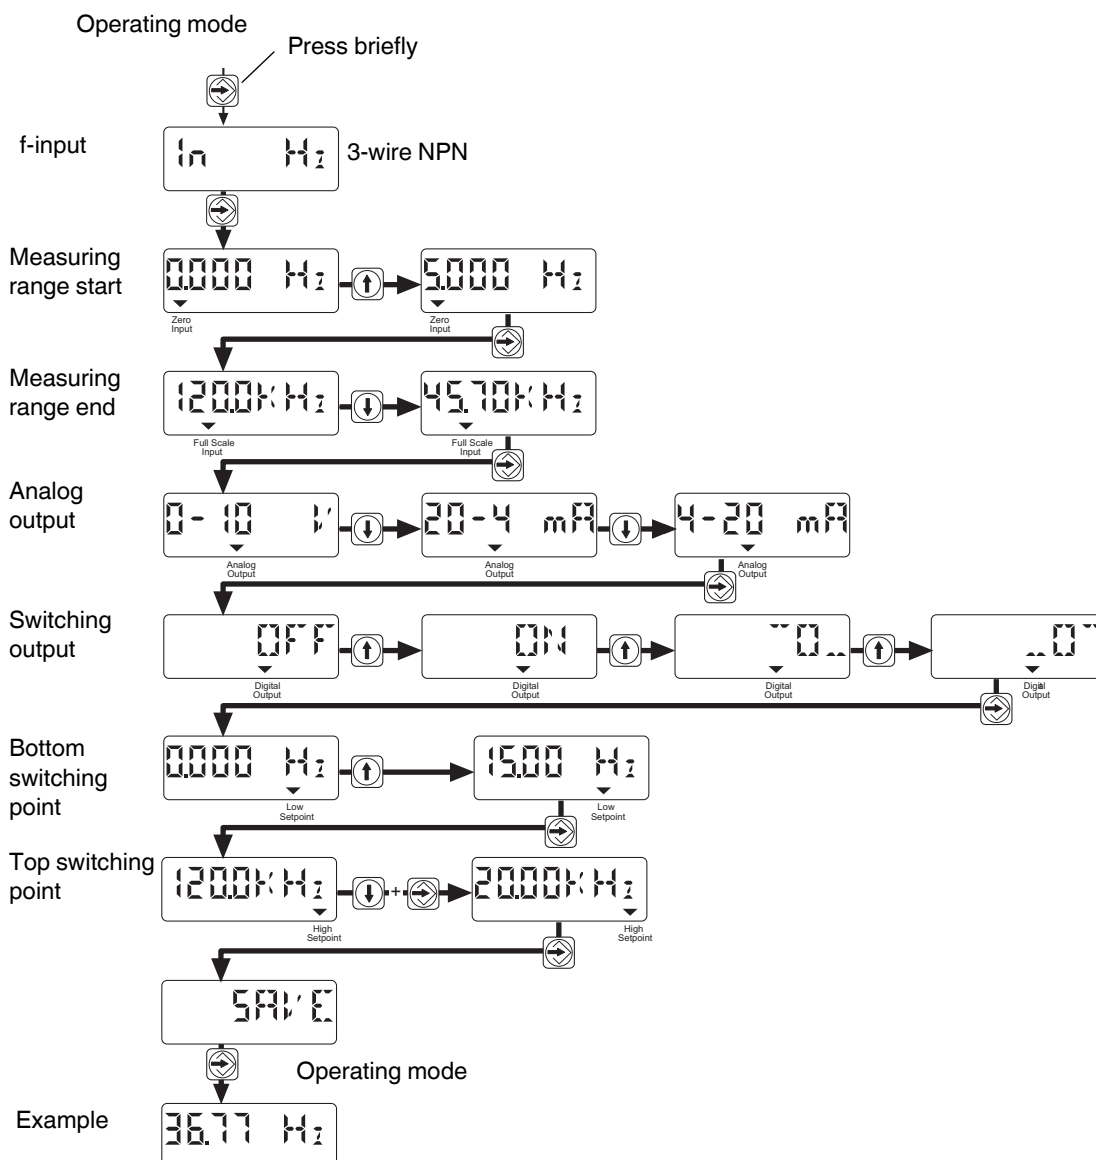 Operating mode
Press briefly
f-input
In Hz
3-wire NPN
Measuring
range start
0.000 Hz
Zero
Input
5.000 Hz
Zero
Input
Measuring
range end
120.0kHz
Full Scale
Input
45.70kHz
Full Scale
Input
Analog
output
0-10 V
Analog
Output
20-4 mA
Analog
Output
4-20 mA
Analog
Output
Switching
output
OFF
Digital
Output
ON
Digital
Output
¯0_
Digital
Output
_0¯
Digital
Output
Bottom
switching
point
0.000 Hz
Low
Setpoint
15.00 Hz
Low
Setpoint
Top switching
point
120.0kHz
High
Setpoint
+
20.00kHz
High
Setpoint
SAVE
Operating mode
Example
36.77 Hz